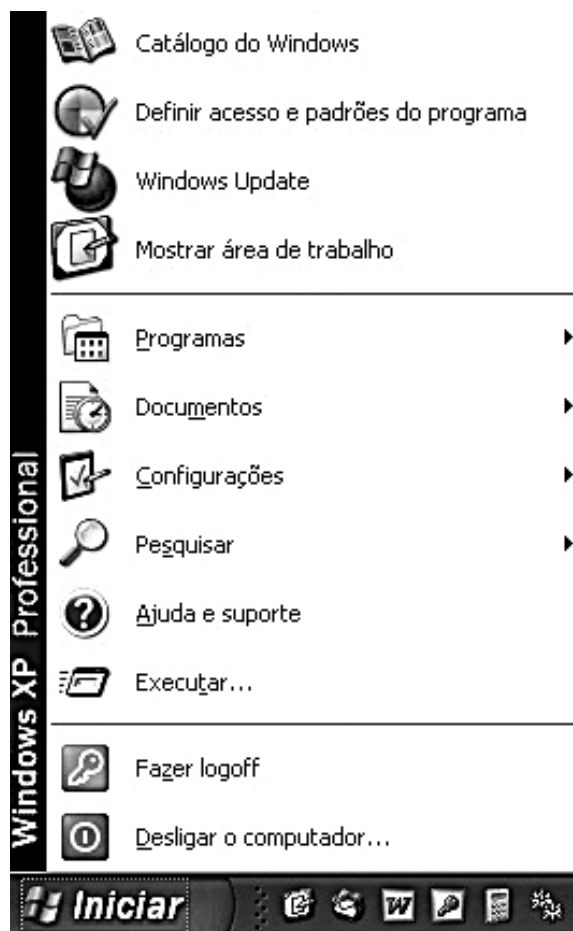 Catálogo do Windows
Definir acesso e padrões do programa
Windows Update
Mostrar área de trabalho
Programas
Documentos
Configurações
Pesquisar
Ajuda e suporte
Executar...
Fazer logoff
Desligar o computador...
Windows XP Professional
Iniciar
W